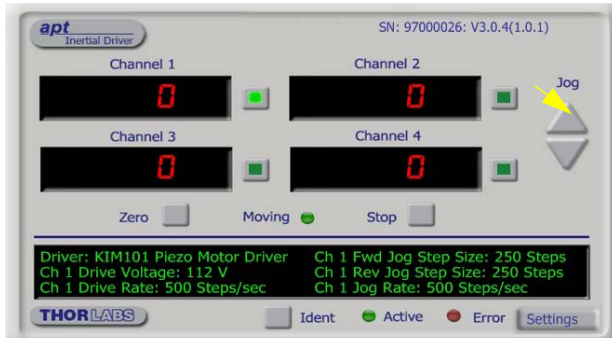 apt
Inertial Driver
SN: 97000026: V3.0.4(1.0.1)
Channel 1
Channel 2
Jog
0
0
Channel 3
Channel 4
0
0
Zero
Moving
Stop
Driver: KIM101 Piezo Motor Driver
Ch 1 Drive Voltage: 112 V
Ch 1 Drive Rate: 500 Steps/sec
Ch 1 Fwd Jog Step Size: 250 Steps
Ch 1 Rev Jog Step Size: 250 Steps
Ch 1 Jog Rate: 500 Steps/sec
THORLABS
Ident
Active
Error
Settings